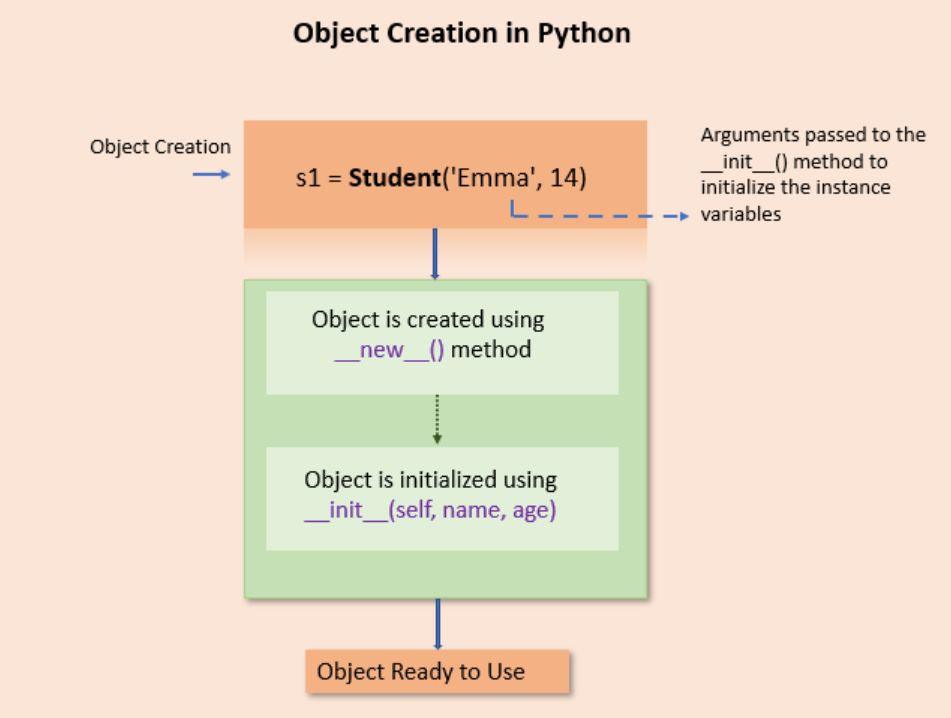 Object Creation in Python
Object Creation
s1 = Student('Emma', 14)
Arguments passed to the
__init__() method to
initialize the instance
variables
Object is created using
__new__() method
Object is initialized using
__init__(self, name, age)
Object Ready to Use